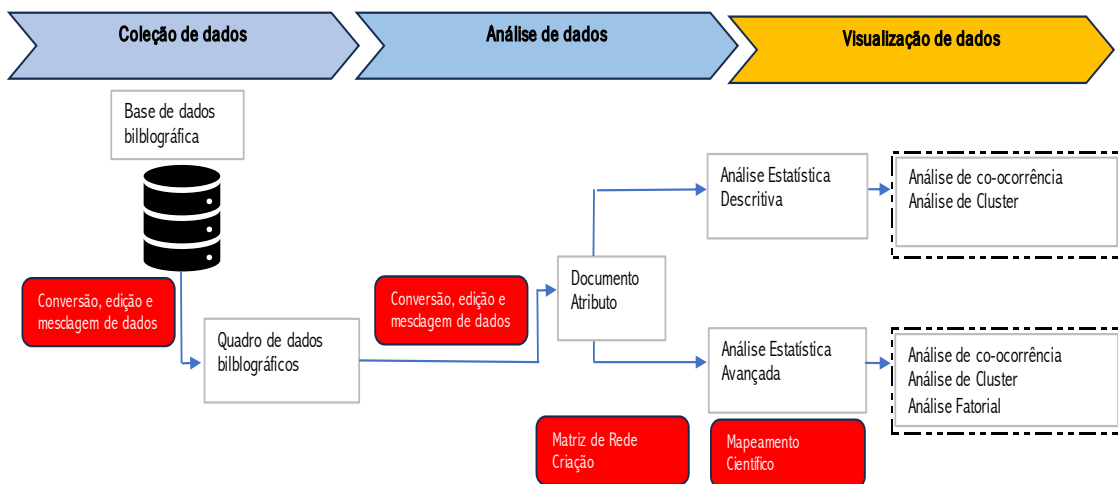 Coleção de dados
Análise de dados
Visualização de dados
Base de dados
bilblográfica
Conversão, edição e
mesclagem de dados
Quadro de dados
bilblográficos
Conversão, edição e
mesclagem de dados
Documento
Atributo
Análise Estatística
Descritiva
Análise de co-ocorrência
Análise de Cluster
Análise Estatística
Avançada
Análise de co-ocorrência
Análise de Cluster
Análise Fatorial
Matriz de Rede
Criação
Mapeamento
Científico